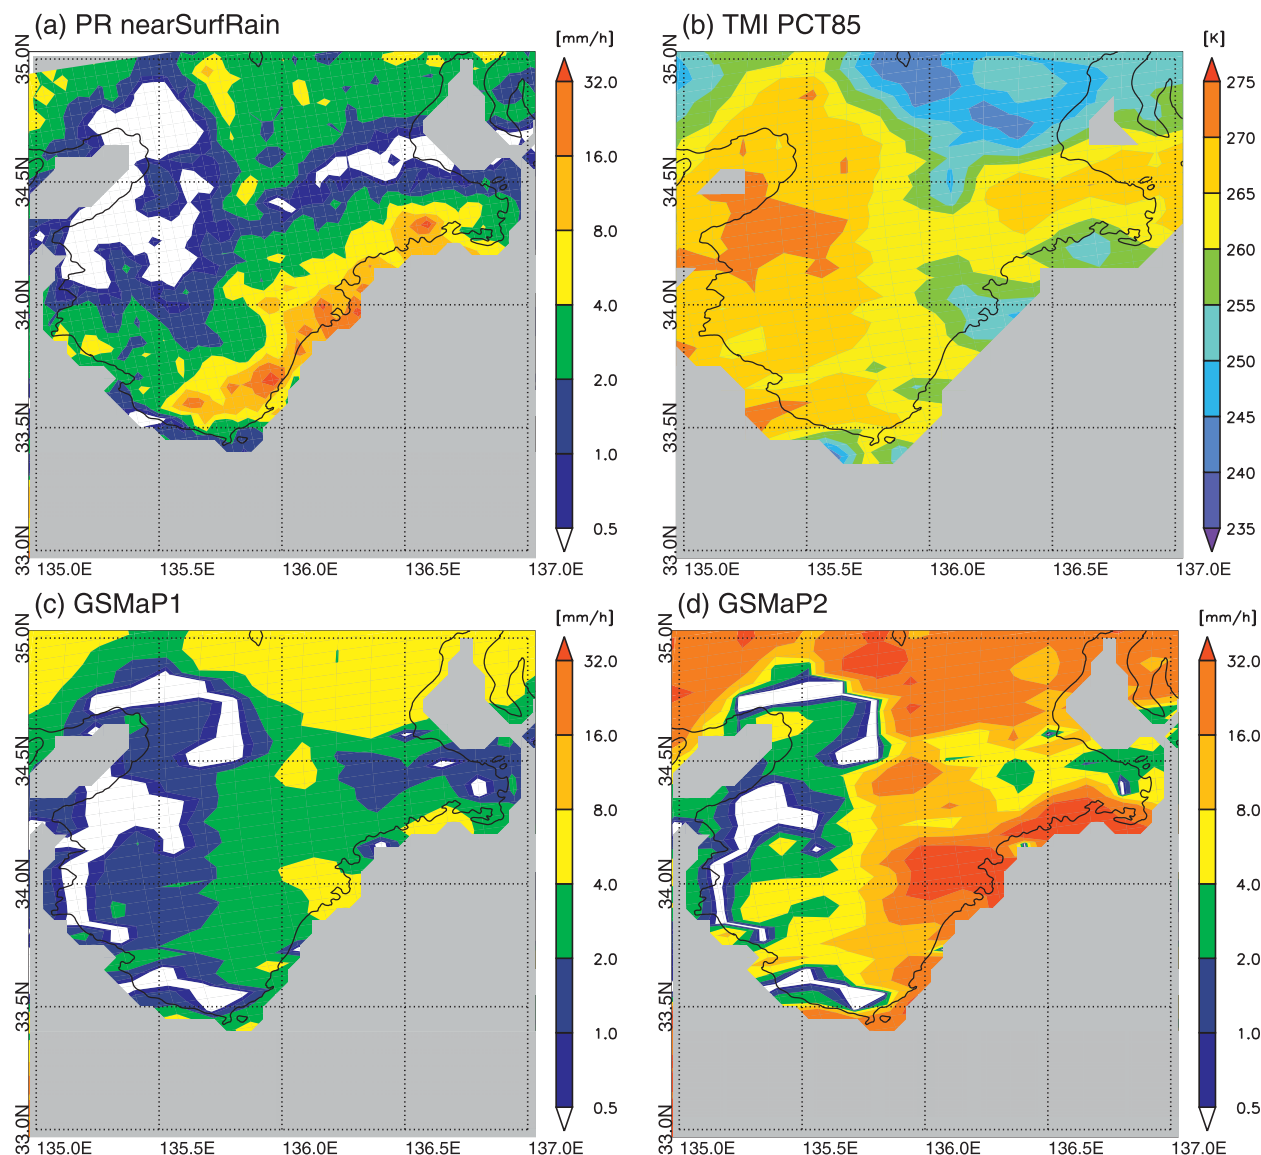 (a) PR nearSurfRain
[mm/h]
32.0
16.0
8.0
4.0
2.0
1.0
0.5
35.0N
34.5N
34.0N
33.5N
33.0N
135.0E 135.5E 136.0E 136.5E 137.0E
(b) TMI PCT85
[K]
275
270
265
260
255
250
245
240
235
35.0N
34.5N
34.0N
33.5N
33.0N
135.0E 135.5E 136.0E 136.5E 137.0E
(c) GSMaP1
[mm/h]
32.0
16.0
8.0
4.0
2.0
1.0
0.5
35.0N
34.5N
34.0N
33.5N
33.0N
135.0E 135.5E 136.0E 136.5E 137.0E
(d) GSMaP2
[mm/h]
32.0
16.0
8.0
4.0
2.0
1.0
0.5
35.0N
34.5N
34.0N
33.5N
33.0N
135.0E 135.5E 136.0E 136.5E 137.0E